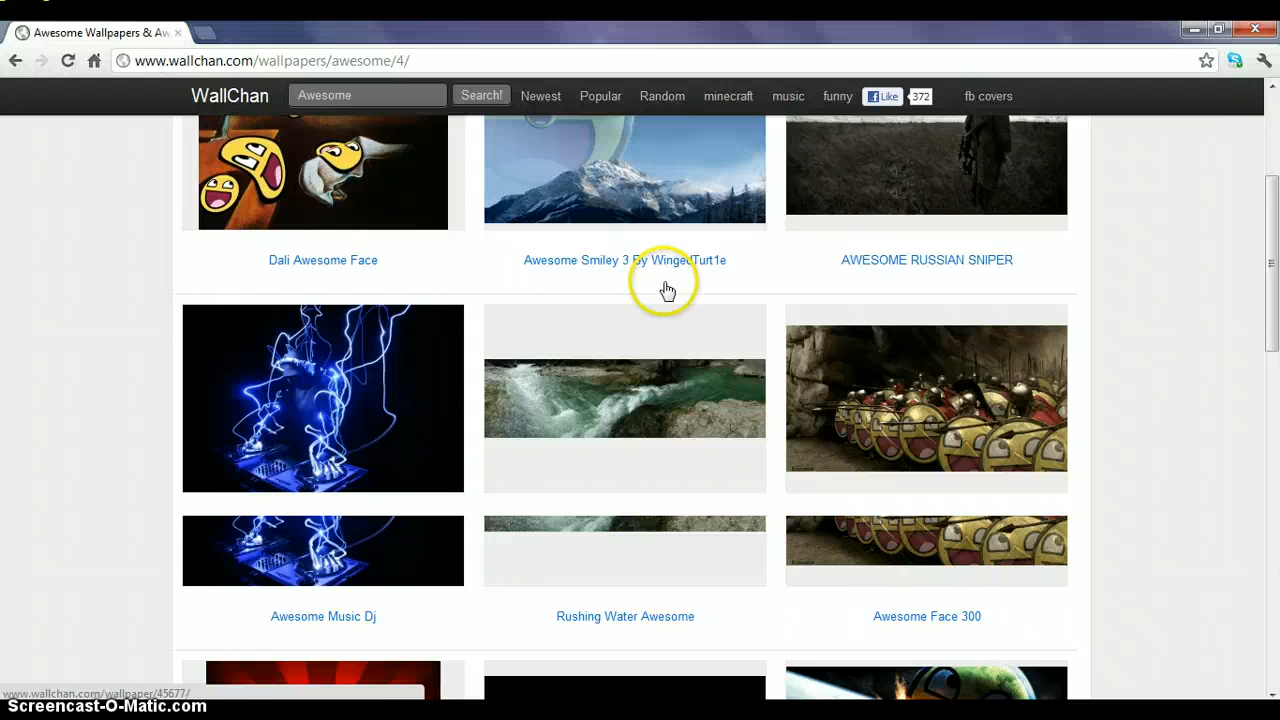 Awesome Wallpapers & Aw
www.wallchan.com/wallpapers/awesome/4/
WallChan Awesome Search! Newest Popular Random minecraft music funny Like 372 fb covers
Dali Awesome Face Awesome Smiley 3 By WingedTurt1e AWESOME RUSSIAN SNIPER
Awesome Music Dj Rushing Water Awesome Awesome Face 300
www.wallchan.com/wallpaper/45677/
Screencast-O-Matic.com